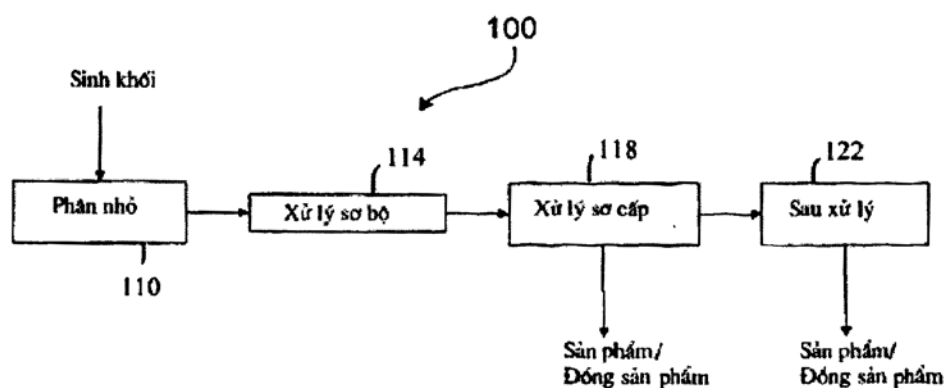 100
Sinh khối
114
118
122
Phân nhỏ
Xử lý sơ bộ
Xử lý sơ cấp
Sau xử lý
110
Sản phẩm/
Đồng sản phẩm
Sản phẩm/
Đồng sản phẩm